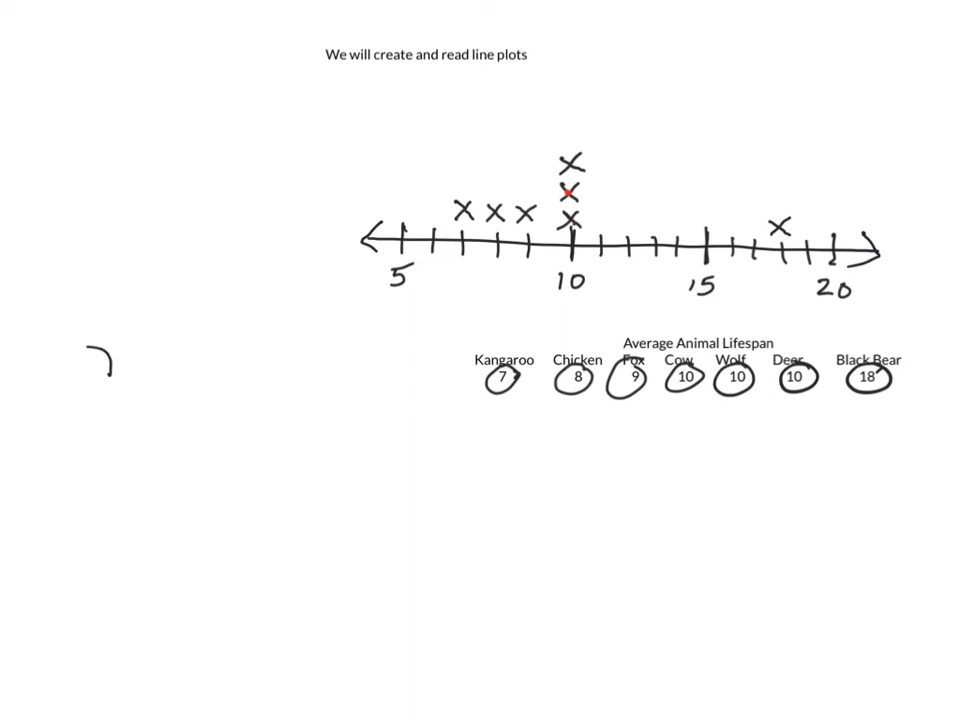 We will create and read line plots
X
X
X X X X X
5 10 15 20
Average Animal Lifespan
Kangaroo Chicken Fox Cow Wolf Deer Black Bear
7 8 9 10 10 10 18